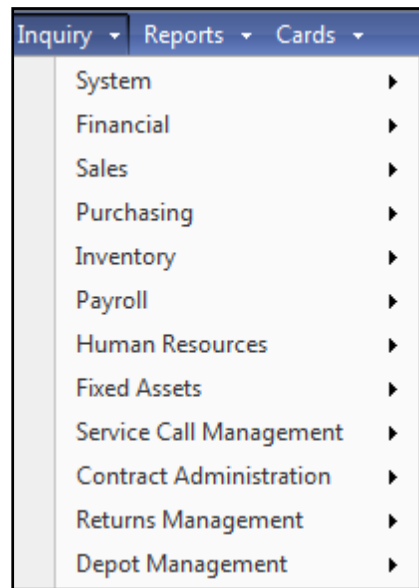 Inquiry Reports Cards
System
Financial
Sales
Purchasing
Inventory
Payroll
Human Resources
Fixed Assets
Service Call Management
Contract Administration
Returns Management
Depot Management